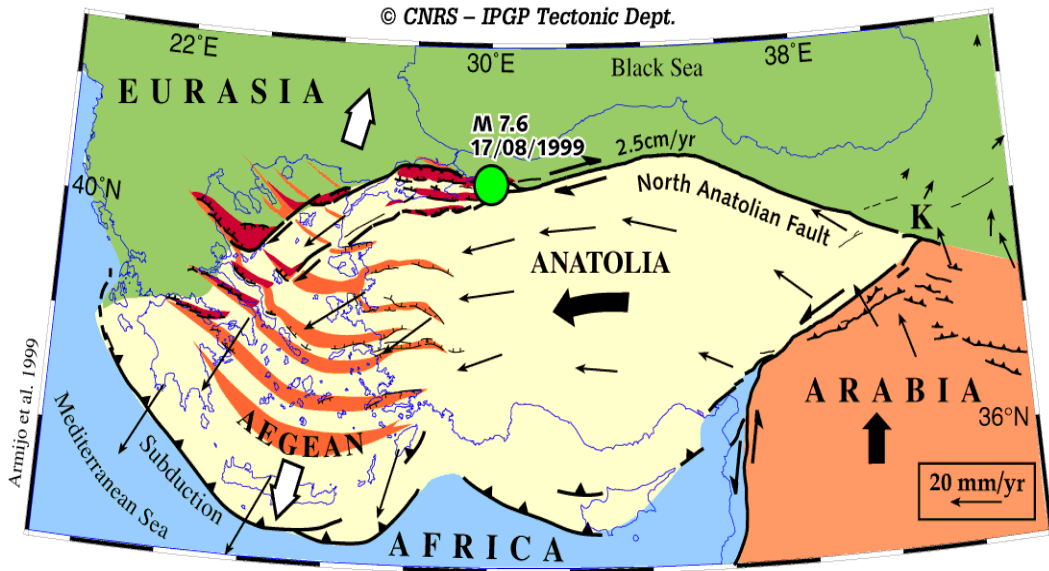 © CNRS – IPGP Tectonic Dept.
22°E
30°E
38°E
Black Sea
EURASIA
M 7.6
17/08/1999
2.5cm/yr
40°N
North Anatolian Fault
K
ANATOLIA
ARABIA
36°N
AEGEAN
Mediterranean Sea
Subduction
20 mm/yr
AFRICA
Armijo et al. 1999